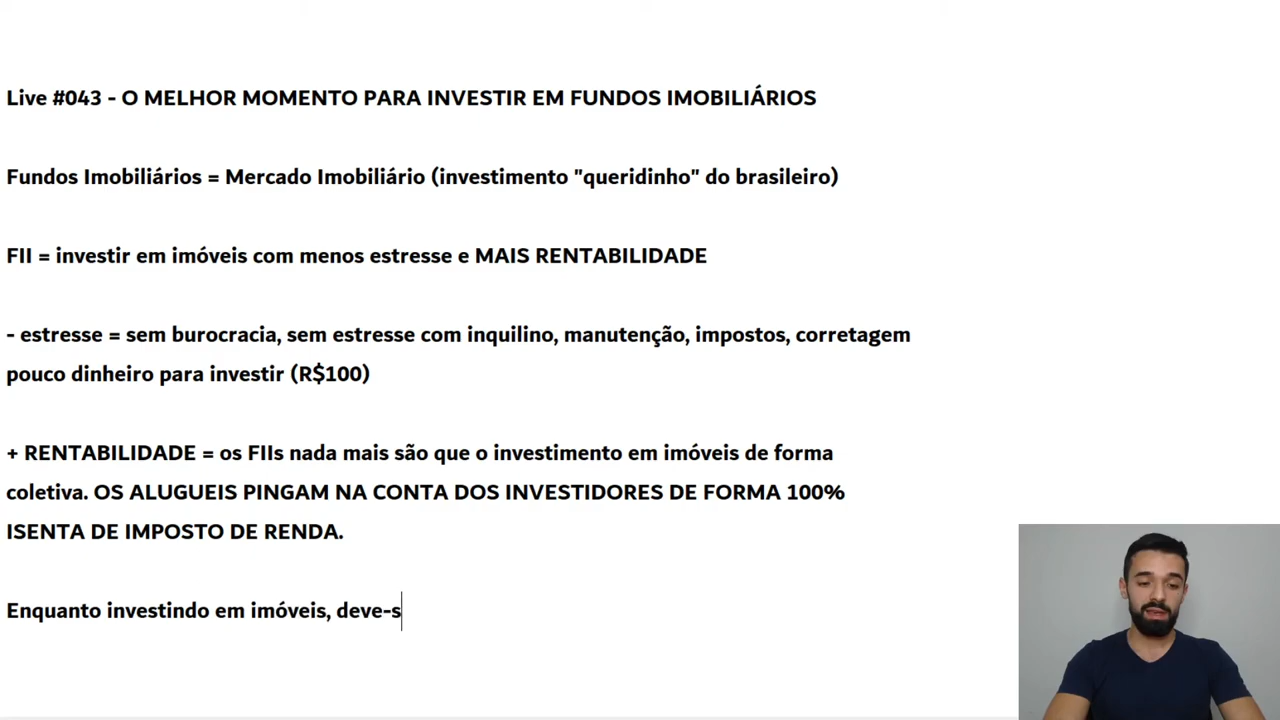 Live #043 - O MELHOR MOMENTO PARA INVESTIR EM FUNDOS IMOBILIÁRIOS
Fundos Imobiliários = Mercado Imobiliário (investimento "queridinho" do brasileiro)
FII = investir em imóveis com menos estresse e MAIS RENTABILIDADE
- estresse = sem burocracia, sem estresse com inquilino, manutenção, impostos, corretagem
pouco dinheiro para investir (R$100)
+ RENTABILIDADE = os FIIs nada mais são que o investimento em imóveis de forma
coletiva. OS ALUGUEIS PINGAM NA CONTA DOS INVESTIDORES DE FORMA 100%
ISENTA DE IMPOSTO DE RENDA.
Enquanto investindo em imóveis, deve-s